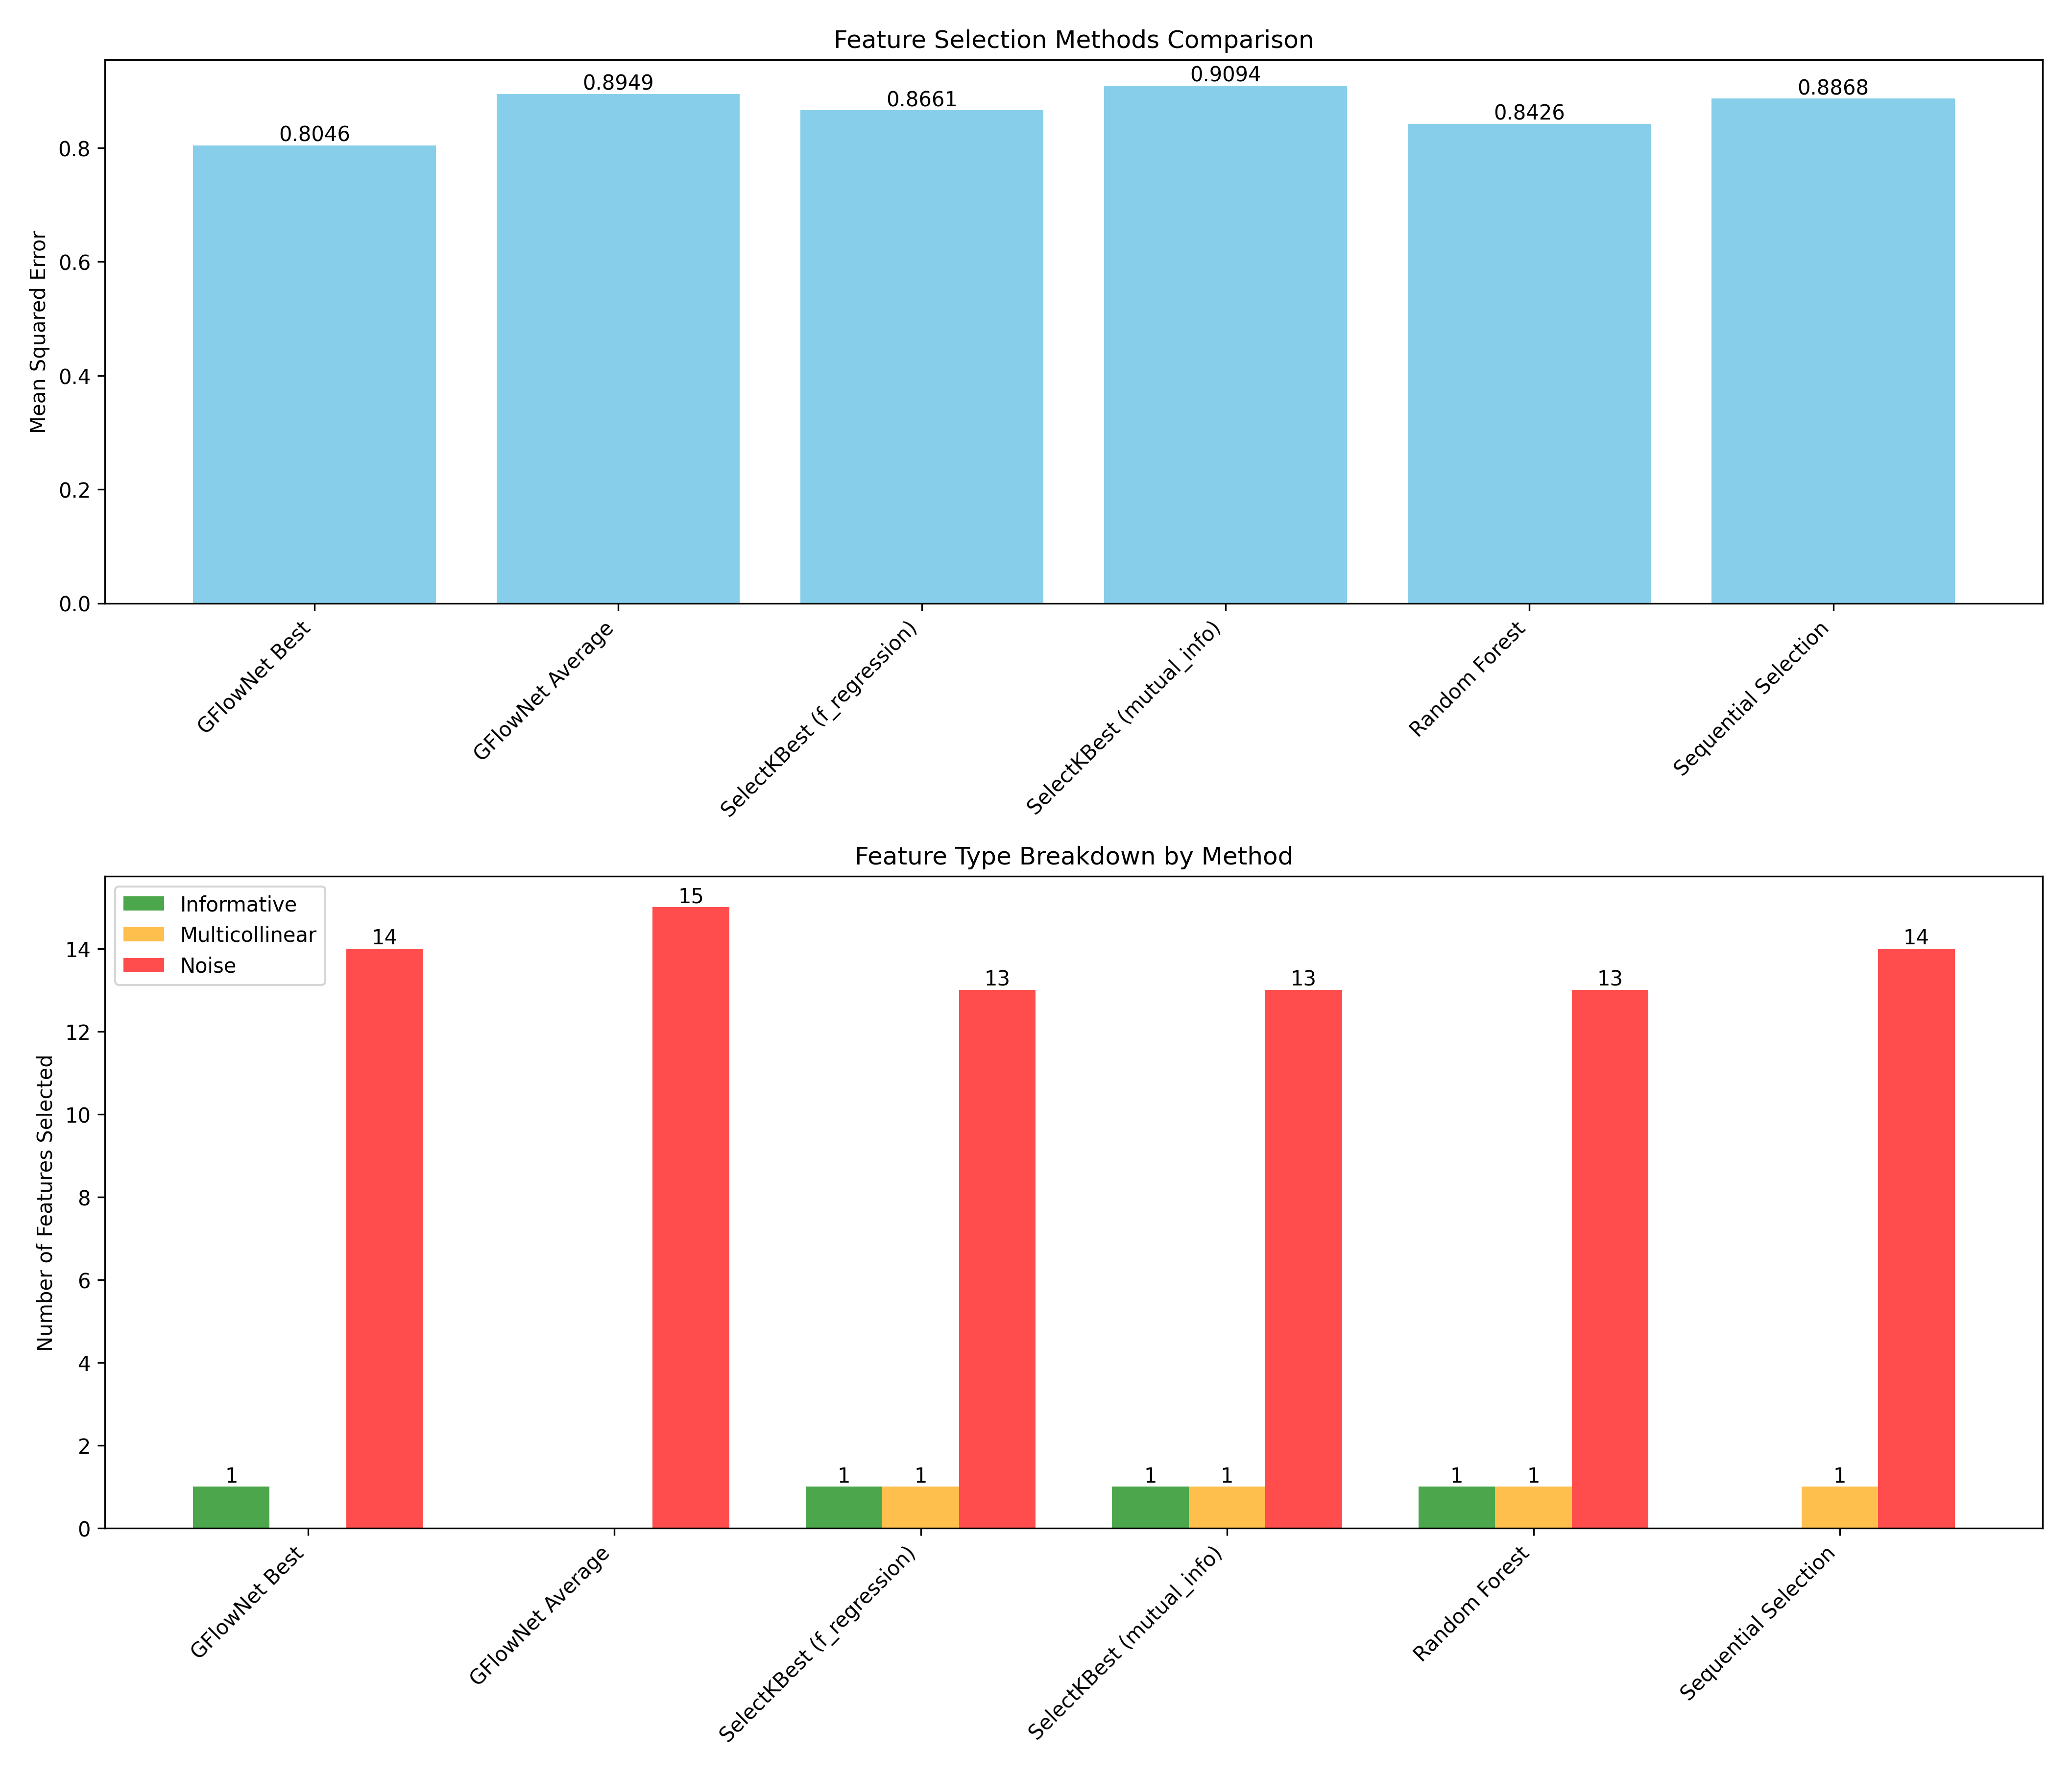 Feature Selection Methods Comparison
Mean Squared Error
0.8
0.6
0.4
0.2
0.0
0.8046
0.8949
0.8661
0.9094
0.8426
0.8868
GFlowNet Best
GFlowNet Average
SelectKBest (f_regression)
SelectKBest (mutual_info)
Random Forest
Sequential Selection
Feature Type Breakdown by Method
Number of Features Selected
14
12
10
8
6
4
2
0
Informative
Multicollinear
Noise
1
14
15
1
1
13
1
1
13
1
1
13
1
14
GFlowNet Best
GFlowNet Average
SelectKBest (f_regression)
SelectKBest (mutual_info)
Random Forest
Sequential Selection